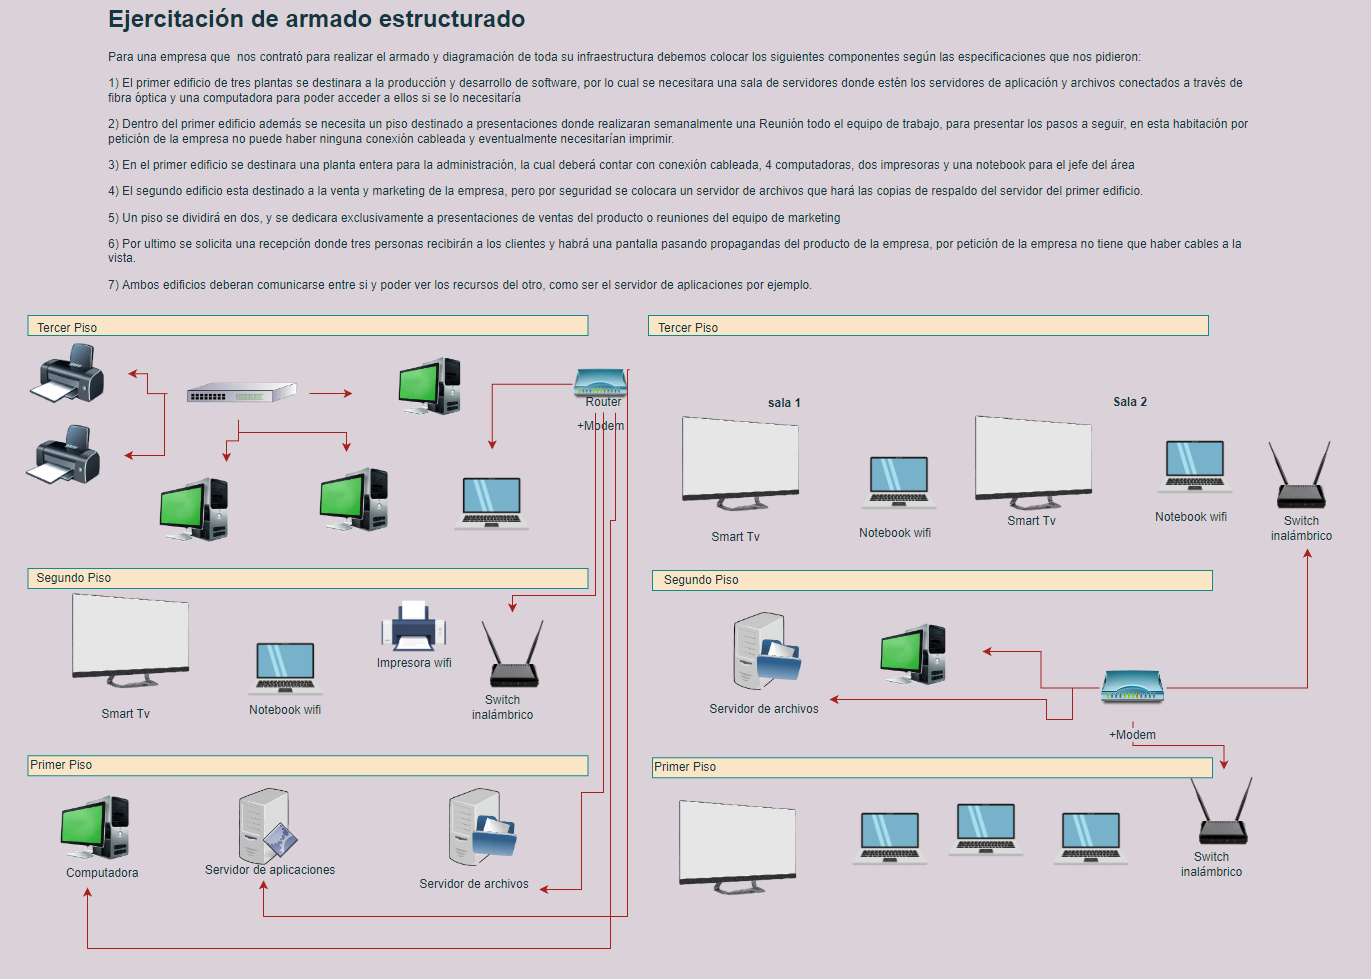 Ejercitación de armado estructurado
Para una empresa que  nos contrató para realizar el armado y diagramación de toda su infraestructura debemos colocar los siguientes componentes según las especificaciones que nos pidieron:
1) El primer edificio de tres plantas se destinara a la producción y desarrollo de software, por lo cual se necesitara una sala de servidores donde estén los servidores de aplicación y archivos conectados a través de
fibra óptica y una computadora para poder acceder a ellos si se lo necesitaría
2) Dentro del primer edificio además se necesita un piso destinado a presentaciones donde realizaran semanalmente una Reunión todo el equipo de trabajo, para presentar los pasos a seguir, en esta habitación por
petición de la empresa no puede haber ninguna conexión cableada y eventualmente necesitarían imprimir.
3) En el primer edificio se destinara una planta entera para la administración, la cual deberá contar con conexión cableada, 4 computadoras, dos impresoras y una notebook para el jefe del área
4) El segundo edificio esta destinado a la venta y marketing de la empresa, pero por seguridad se colocara un servidor de archivos que hará las copias de respaldo del servidor del primer edificio.
5) Un piso se dividirá en dos, y se dedicara exclusivamente a presentaciones de ventas del producto o reuniones del equipo de marketing
6) Por ultimo se solicita una recepción donde tres personas recibirán a los clientes y habrá una pantalla pasando propagandas del producto de la empresa, por petición de la empresa no tiene que haber cables a la
vista.
7) Ambos edificios deberan comunicarse entre si y poder ver los recursos del otro, como ser el servidor de aplicaciones por ejemplo.
Tercer Piso
Router
+Modem
Segundo Piso
Smart Tv
Notebook wifi
Impresora wifi
Switch
inalámbrico
Primer Piso
Computadora
Servidor de aplicaciones
Servidor de archivos
Tercer Piso
sala 1
Sala 2
Smart Tv
Notebook wifi
Smart Tv
Notebook wifi
Switch
inalámbrico
Segundo Piso
Servidor de archivos
+Modem
Primer Piso
Switch
inalámbrico